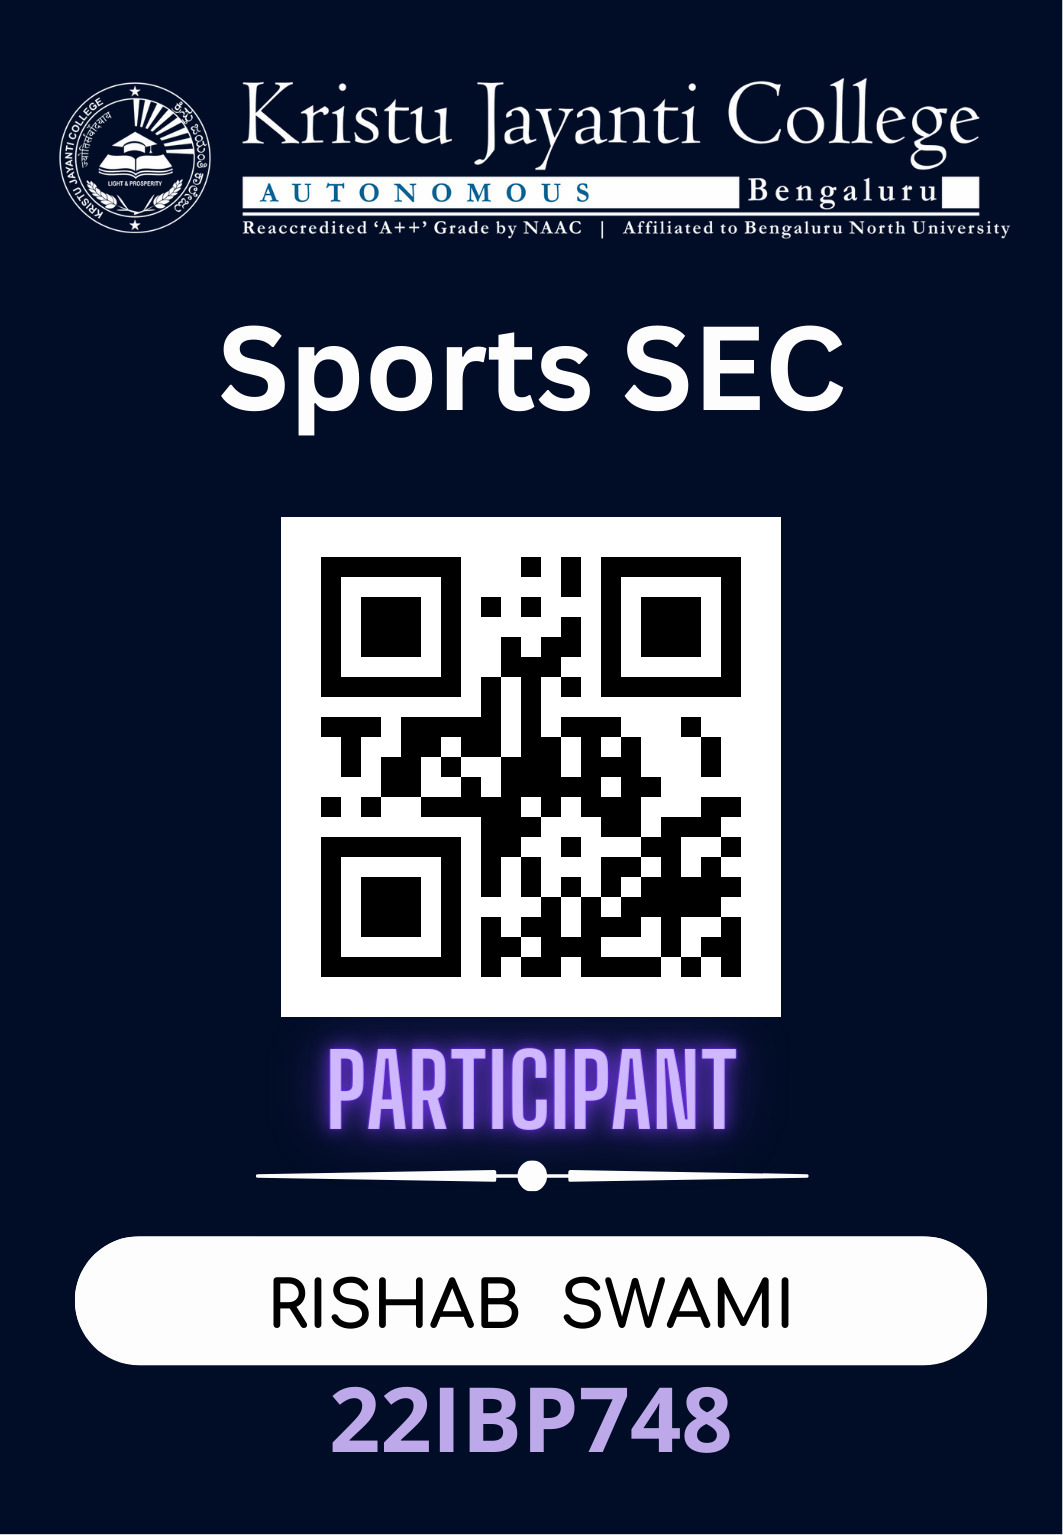 KRISTU JAYANTI COLLEGE
ಕ್ರಿಸ್ತು ಜಯಂತಿ ಕಾಲೇಜು
LIGHT & PROSPERITY
Kristu Jayanti College
AUTONOMOUS Bengaluru
Reaccredited ‘A++’ Grade by NAAC | Affiliated to Bengaluru North University
Sports SEC
PARTICIPANT
RISHAB SWAMI
22IBP748